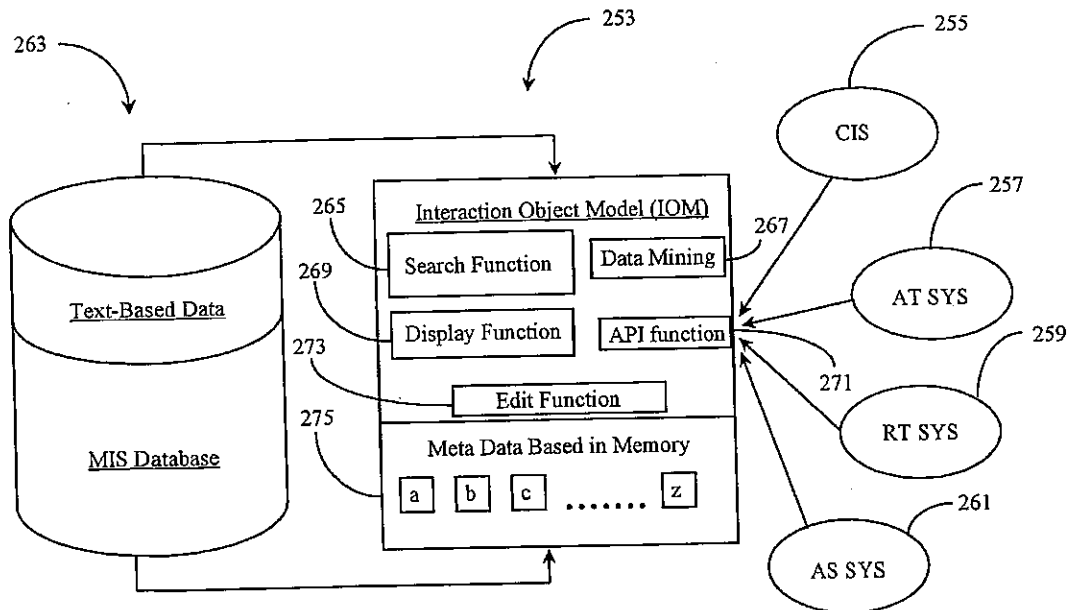 253
255
263
CIS
257
265
Interaction Object Model (IOM)
267
Search Function
Data Mining
269
Text-Based Data
AT SYS
Display Function
API function
259
273
271
Edit Function
275
RT SYS
MIS Database
Meta Data Based in Memory
a b c ....... z
261
AS SYS